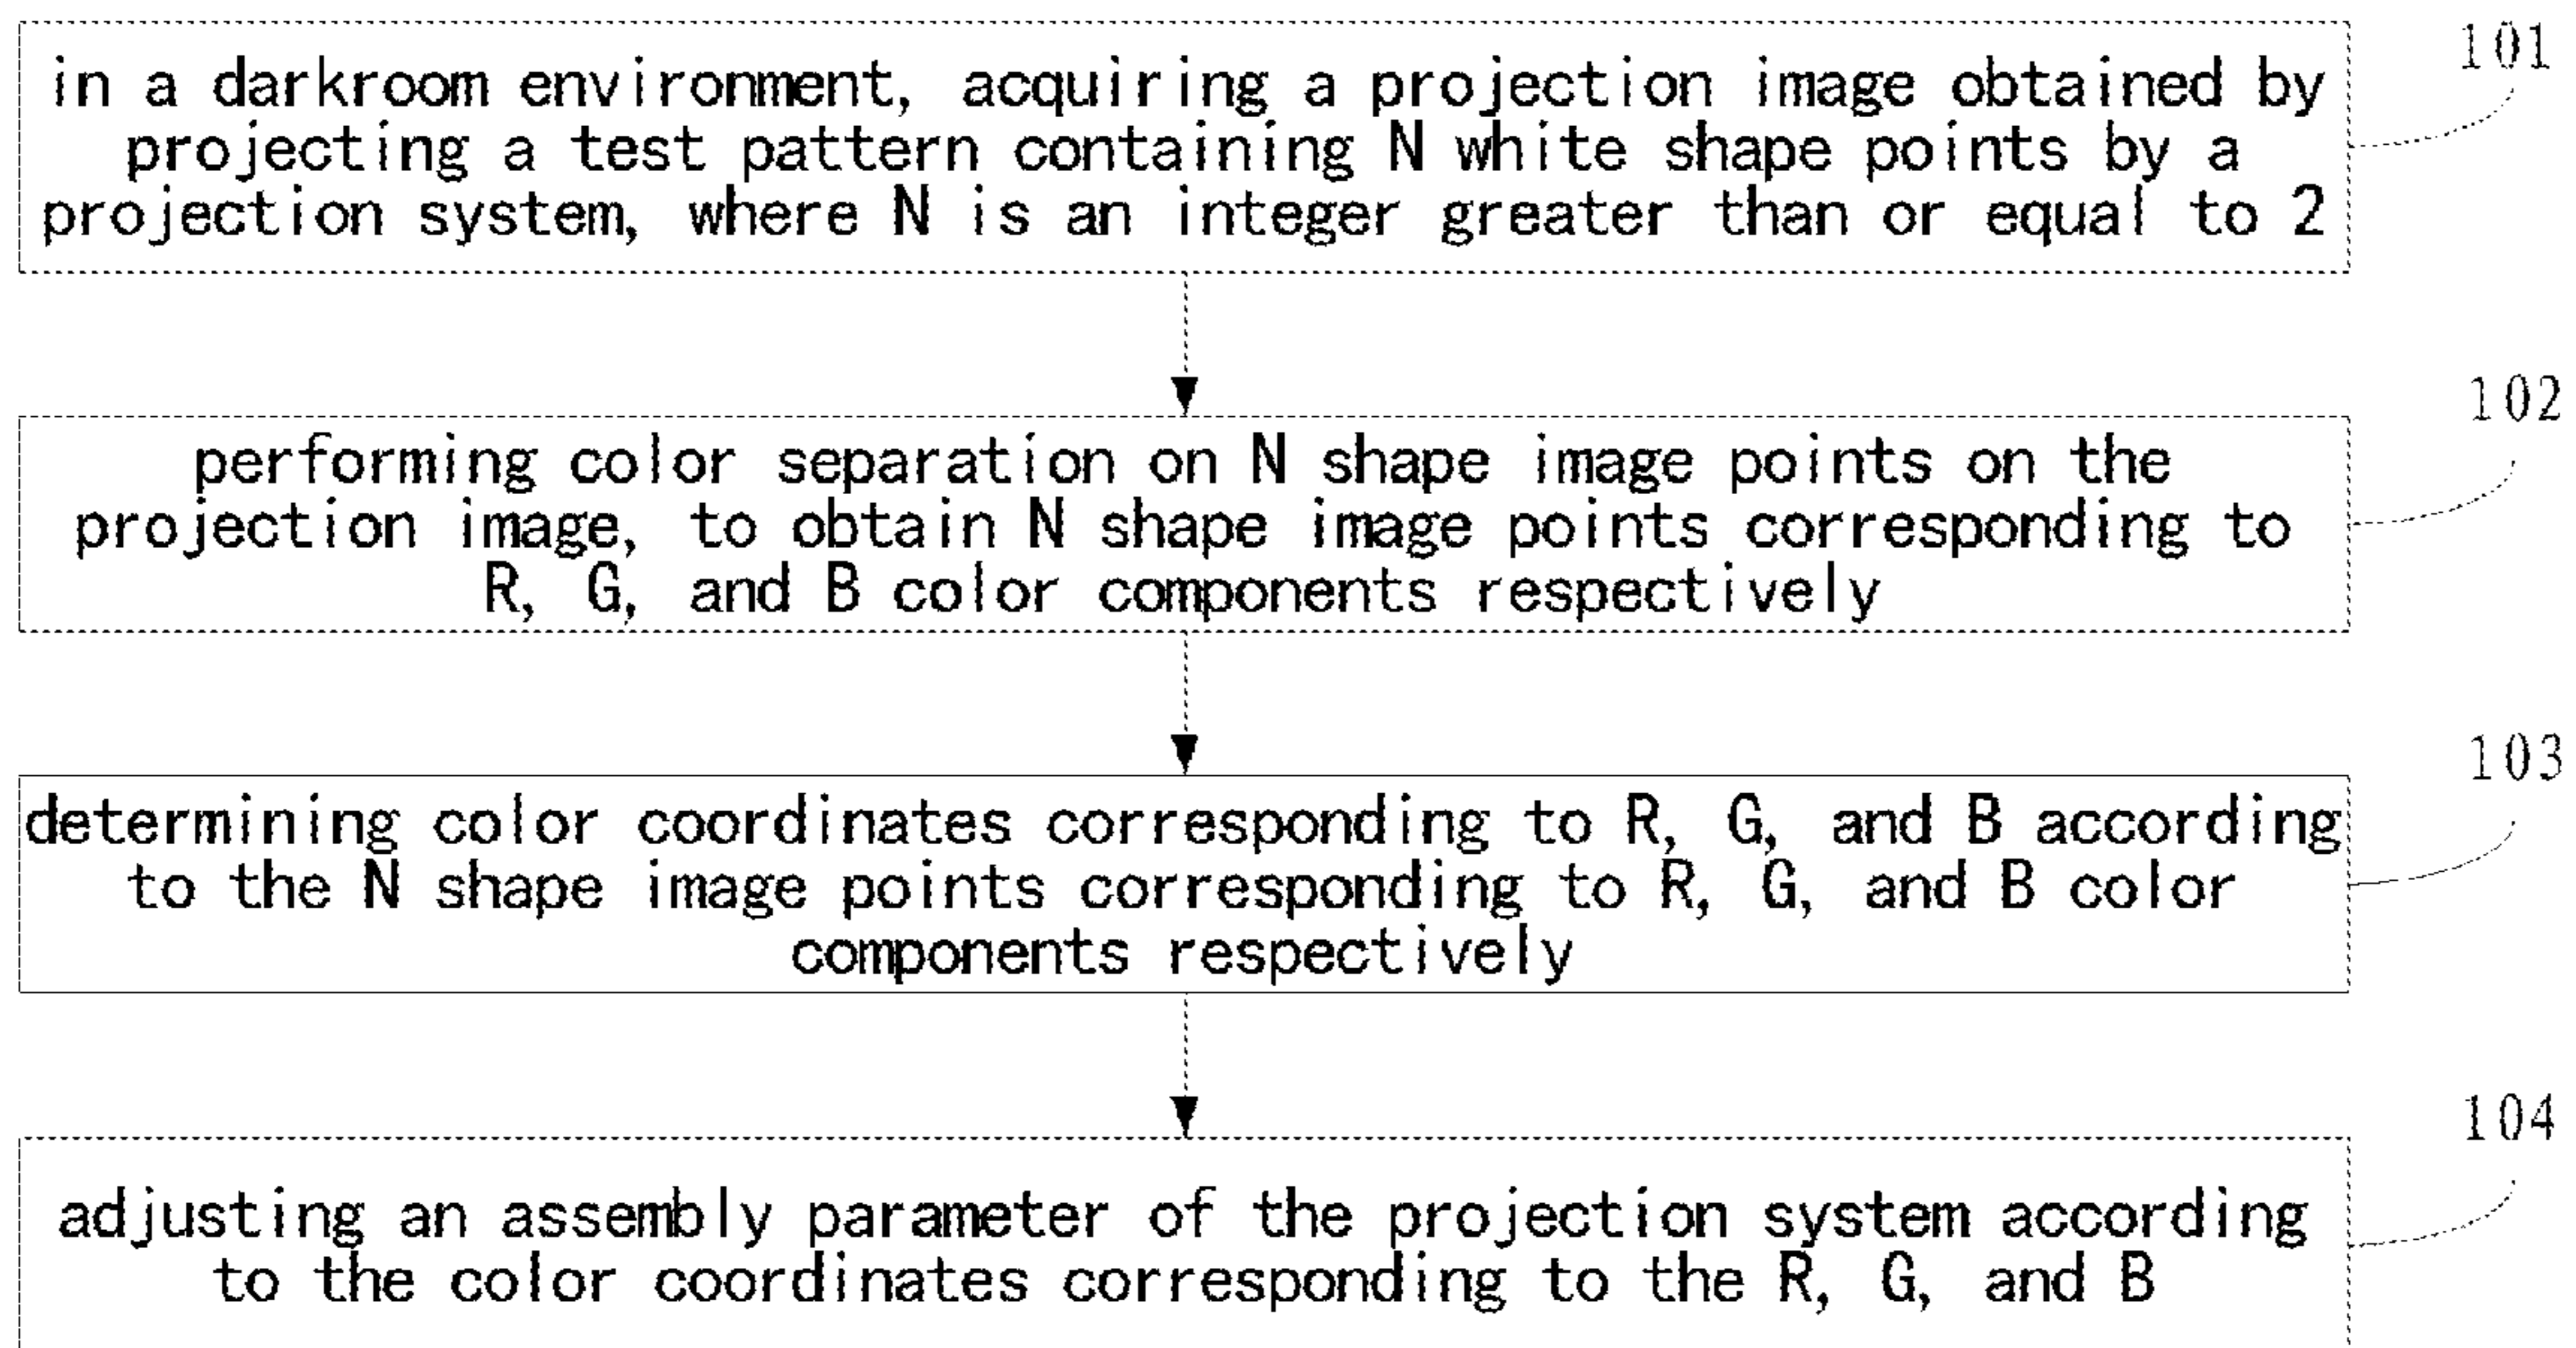 101
in a darkroom environment, acquiring a projection image obtained by
projecting a test pattern containing N white shape points by a
projection system, where N is an integer greater than or equal to 2
102
performing color separation on N shape image points on the
projection image, to obtain N shape image points corresponding to
R, G, and B color components respectively
103
determining color coordinates corresponding to R, G, and B according
to the N shape image points corresponding to R, G, and B color
components respectively
104
adjusting an assembly parameter of the projection system according
to the color coordinates corresponding to the R, G, and B